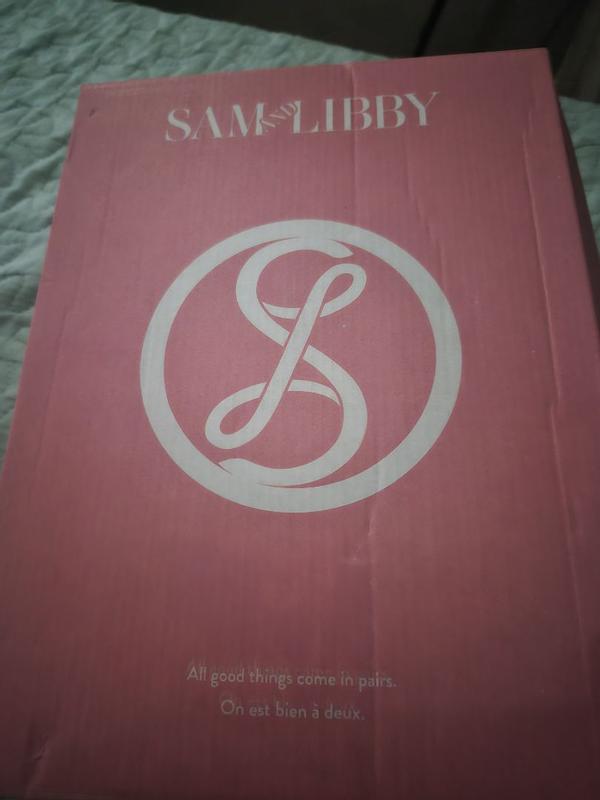 SAM AND LIBBY
All good things come in pairs.
On est bien à deux.